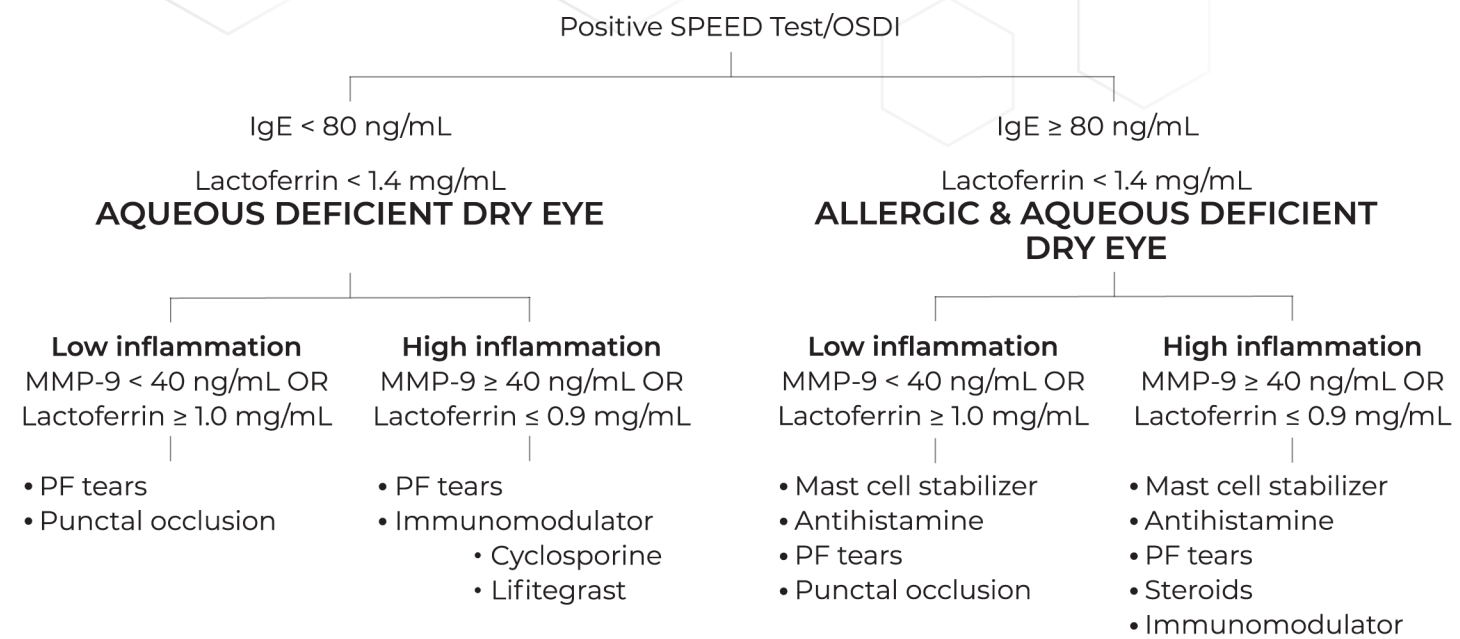 Positive SPEED Test/OSDI
IgE < 80 ng/mL
Lactoferrin < 1.4 mg/mL
AQUEOUS DEFICIENT DRY EYE
Low inflammation
MMP-9 < 40 ng/mL OR
Lactoferrin ≥ 1.0 mg/mL
• PF tears
• Punctal occlusion
High inflammation
MMP-9 ≥ 40 ng/mL OR
Lactoferrin ≤ 0.9 mg/mL
• PF tears
• Immunomodulator
• Cyclosporine
• Lifitegrast
IgE ≥ 80 ng/mL
Lactoferrin < 1.4 mg/mL
ALLERGIC & AQUEOUS DEFICIENT
DRY EYE
Low inflammation
MMP-9 < 40 ng/mL OR
Lactoferrin ≥ 1.0 mg/mL
• Mast cell stabilizer
• Antihistamine
• PF tears
• Punctal occlusion
High inflammation
MMP-9 ≥ 40 ng/mL OR
Lactoferrin ≤ 0.9 mg/mL
• Mast cell stabilizer
• Antihistamine
• PF tears
• Steroids
• Immunomodulator